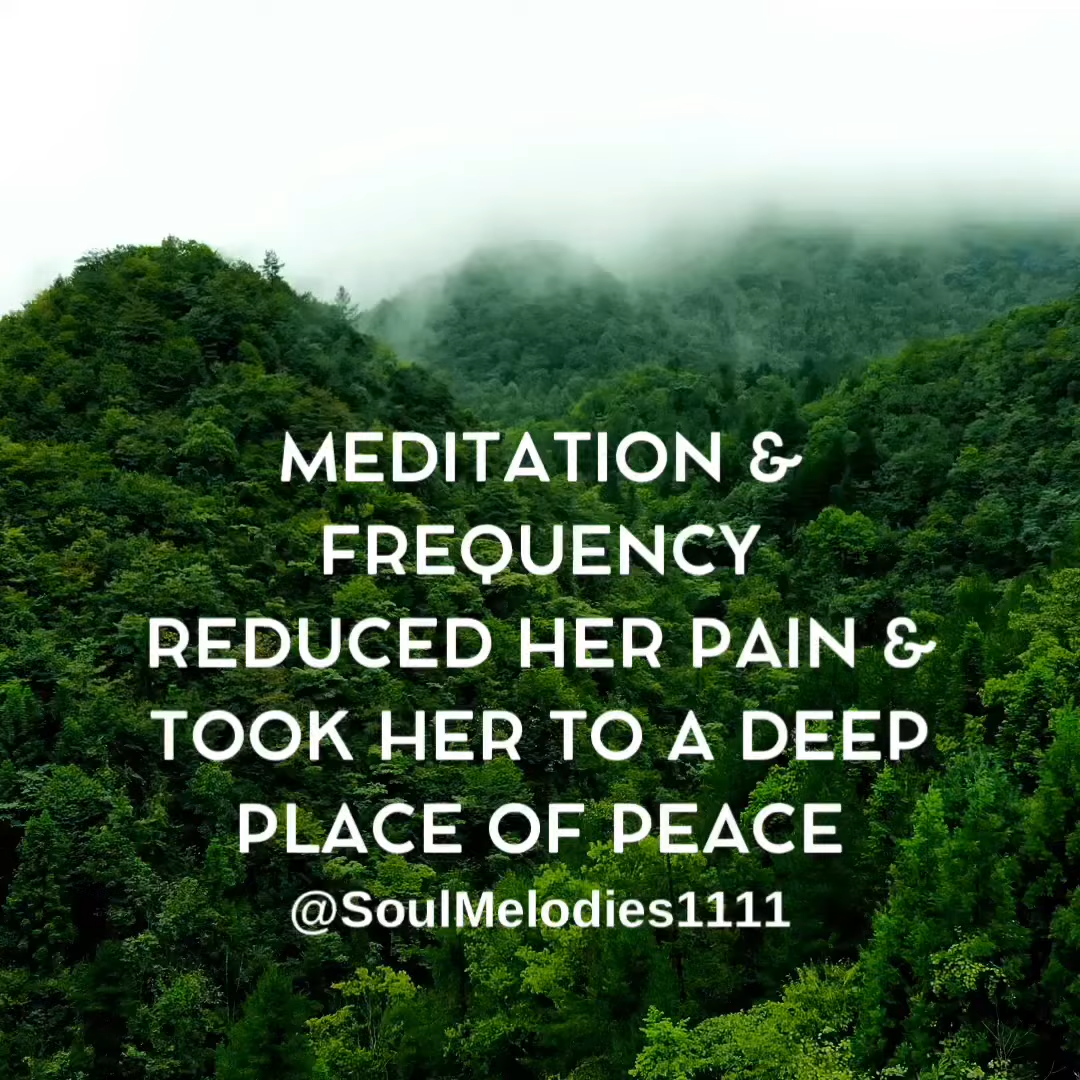 MEDITATION &
FREQUENCY
REDUCED HER PAIN &
TOOK HER TO A DEEP
PLACE OF PEACE
@SoulMelodies1111